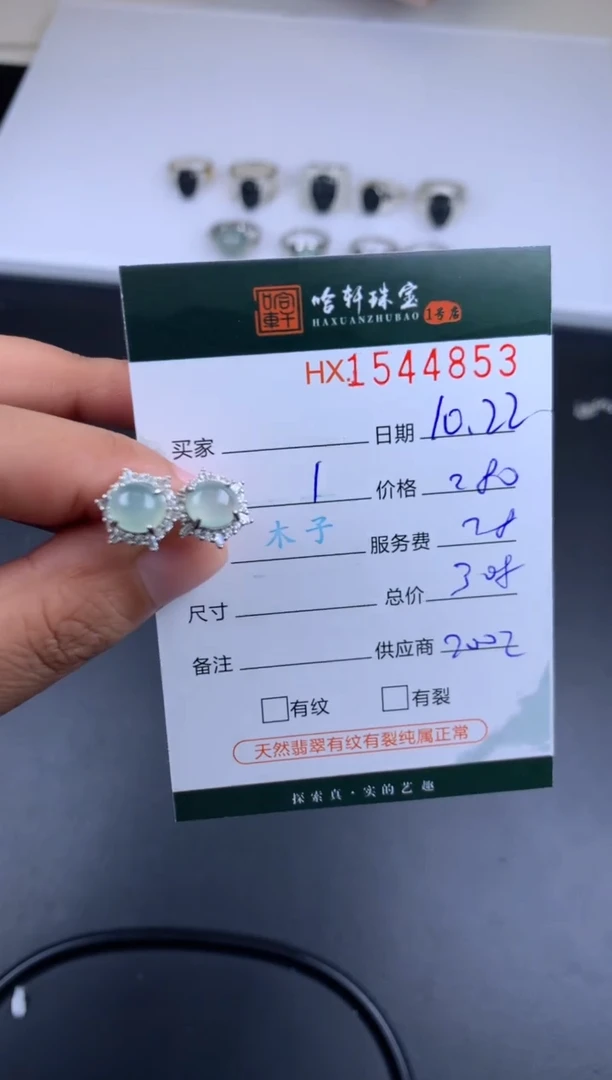 哈轩珠宝
HAXUANZHUBAO 1号店
HX.1544853
买家 日期 10.22
1 价格 280
木子 服务费 28
尺寸 总价 308
备注 供应商 2002
有纹 有裂
天然翡翠有纹有裂纯属正常
探索真·实的艺趣